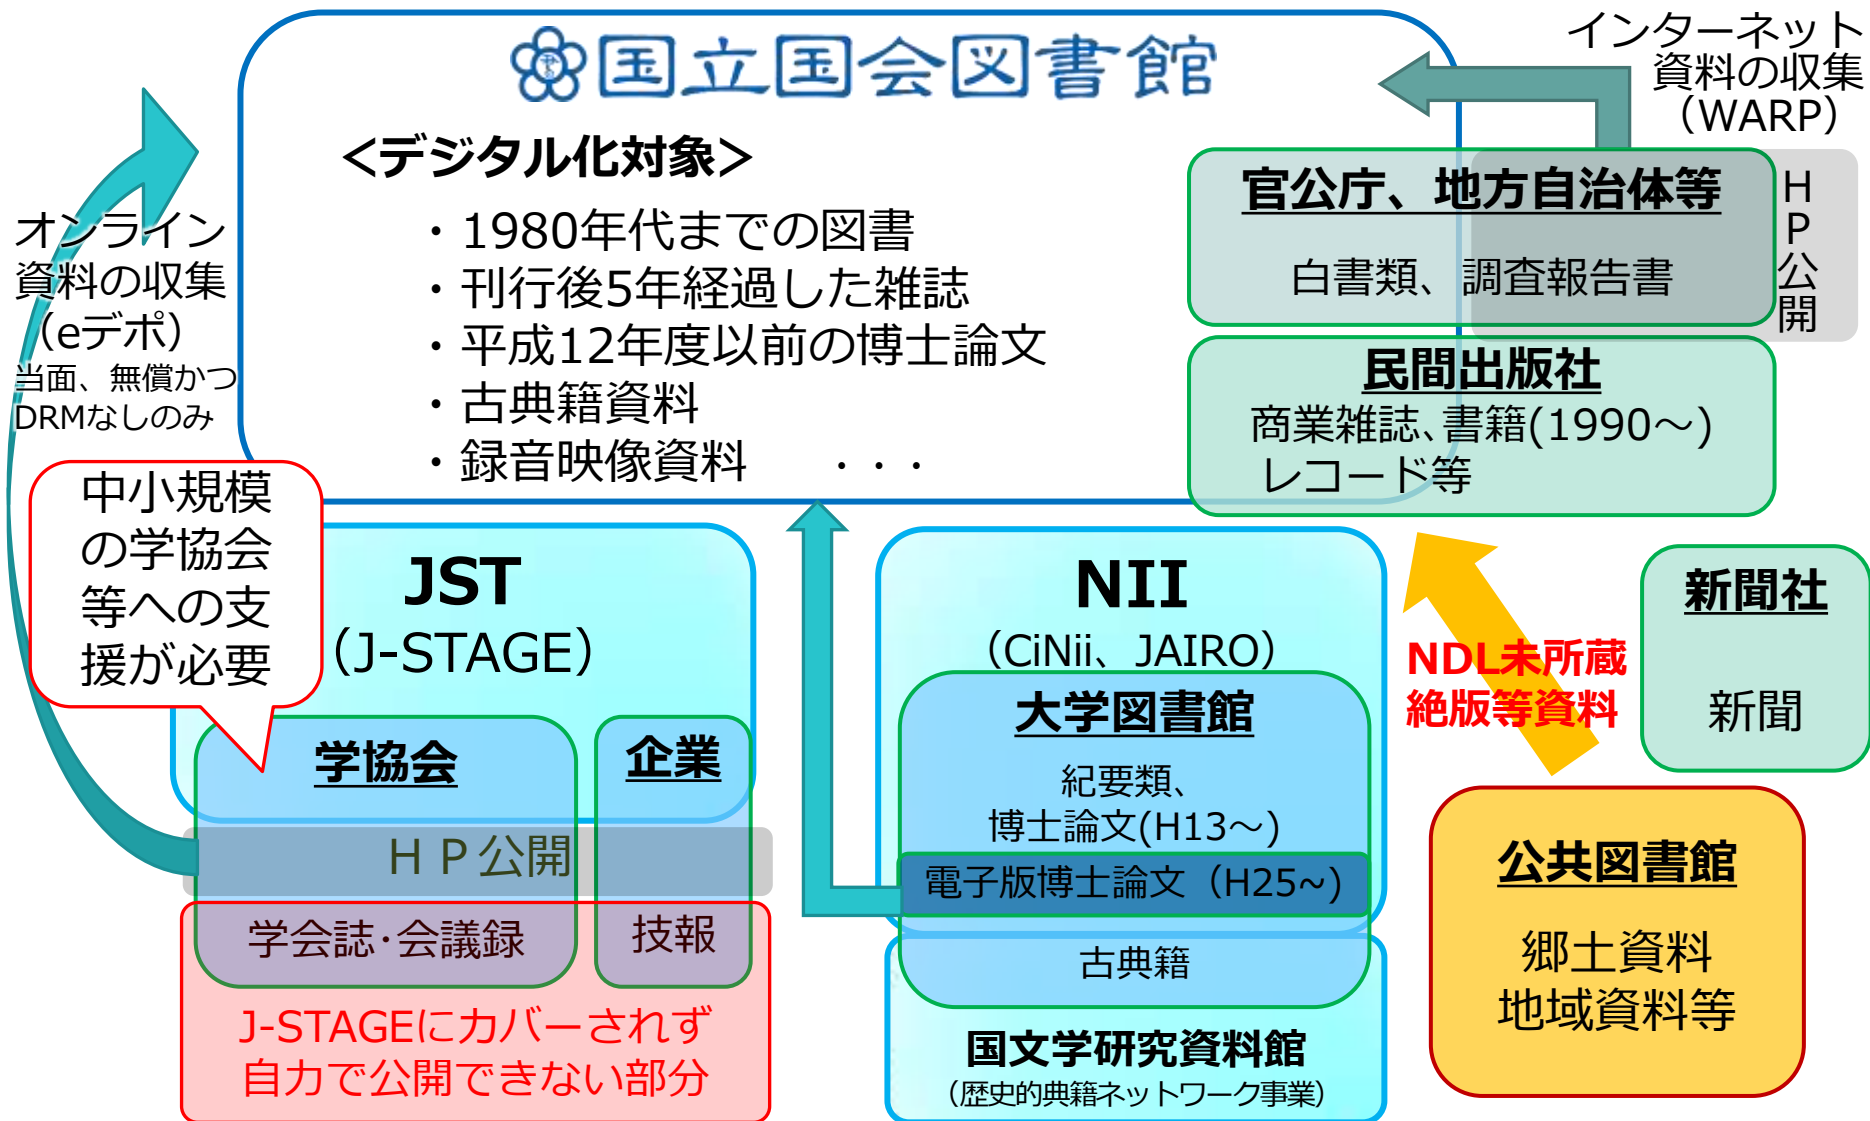 国立国会図書館
＜デジタル化対象＞
・1980年代までの図書
・刊行後5年経過した雑誌
・平成12年度以前の博士論文
・古典籍資料
・録音映像資料　・・・
インターネット
資料の収集
（WARP）
官公庁、地方自治体等
白書類、調査報告書
HP公開
民間出版社
商業雑誌､書籍(1990～)
レコード等
オンライン
資料の収集
（eデポ）
当面、無償かつ
DRMなしのみ
中小規模
の学協会
等への支
援が必要
JST
（J-STAGE）
学協会
企業
ＨＰ公開
学会誌･会議録
技報
J-STAGEにカバーされず
自力で公開できない部分
NII
（CiNii、JAIRO）
大学図書館
紀要類、
博士論文(H13～)
電子版博士論文（H25~)
古典籍
国文学研究資料館
（歴史的典籍ネットワーク事業）
NDL未所蔵
絶版等資料
新聞社
新聞
公共図書館
郷土資料
地域資料等